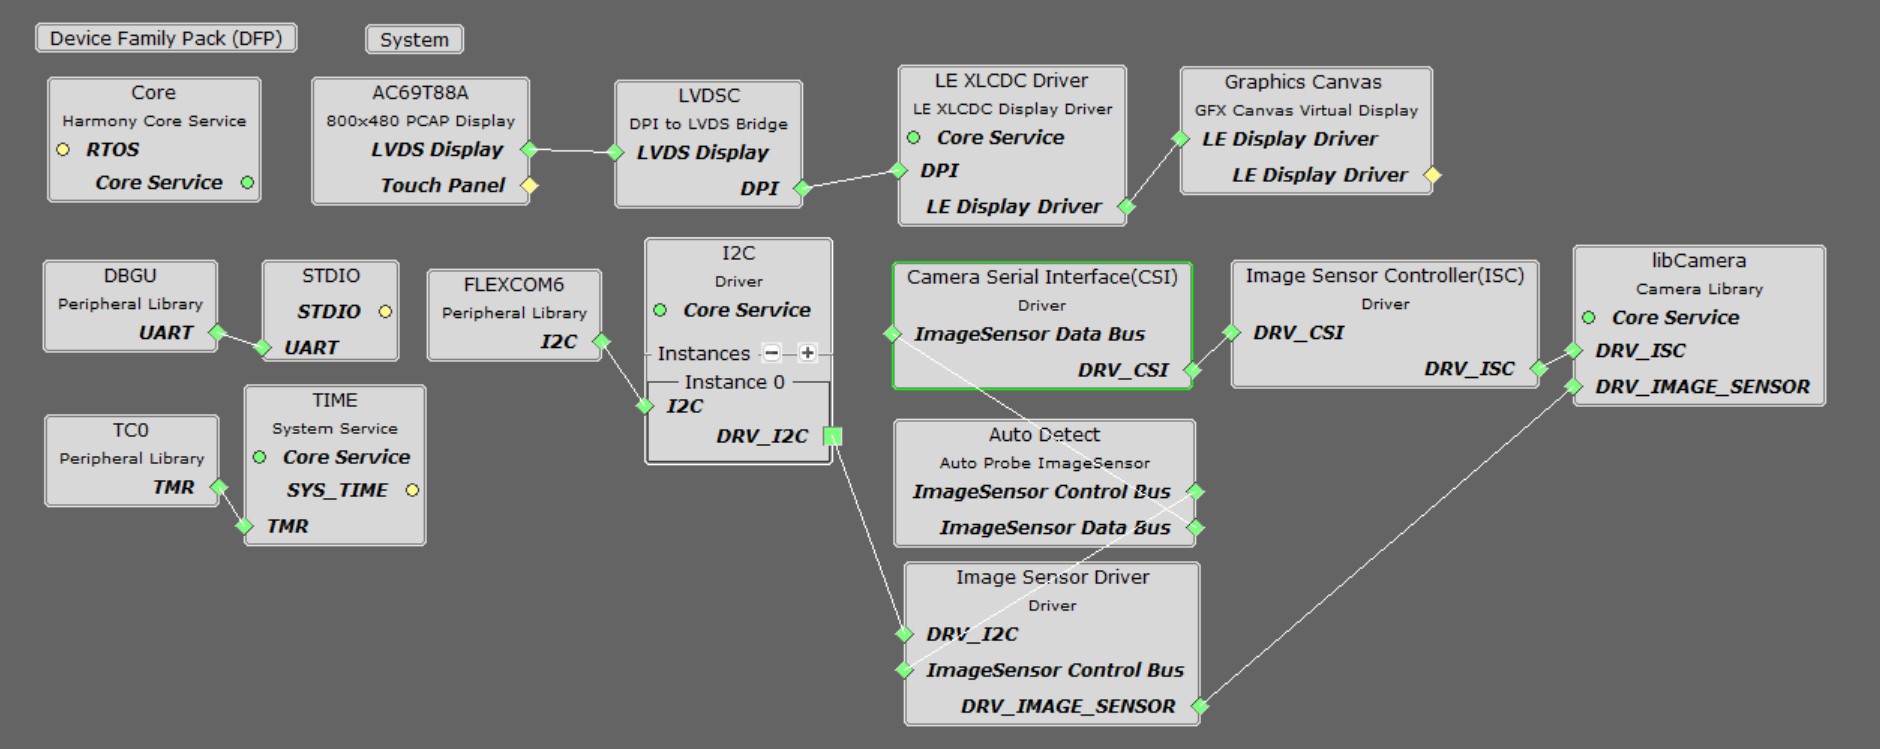 Device Family Pack (DFP)
System
Core
Harmony Core Service
RTOS
Core Service
AC69T88A
800x480 PCAP Display
LVDS Display
Touch Panel
LVDSC
DPI to LVDS Bridge
LVDS Display
DPI
LE XLCDC Driver
LE XLCDC Display Driver
Core Service
DPI
LE Display Driver
Graphics Canvas
GFX Canvas Virtual Display
LE Display Driver
LE Display Driver
DBGU
Peripheral Library
UART
STDIO
STDIO
UART
FLEXCOM6
Peripheral Library
I2C
I2C
Driver
Core Service
Instances
Instance 0
I2C
DRV_I2C
Camera Serial Interface(CSI)
Driver
ImageSensor Data Bus
DRV_CSI
Image Sensor Controller(ISC)
Driver
DRV_CSI
DRV_ISC
libCamera
Camera Library
Core Service
DRV_ISC
DRV_IMAGE_SENSOR
TC0
Peripheral Library
TMR
TIME
System Service
Core Service
SYS_TIME
TMR
Auto Detect
Auto Probe ImageSensor
ImageSensor Control Bus
ImageSensor Data Bus
Image Sensor Driver
Driver
DRV_I2C
ImageSensor Control Bus
DRV_IMAGE_SENSOR